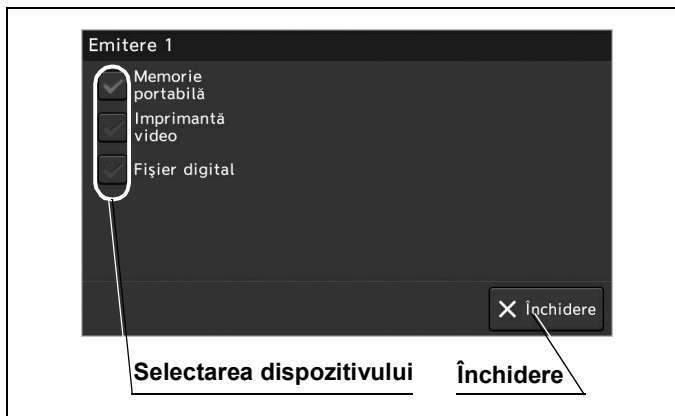 Emitere 1
Memorie
portabilă
Imprimantă
video
Fişier digital
Închidere
Selectarea dispozitivului
Închidere